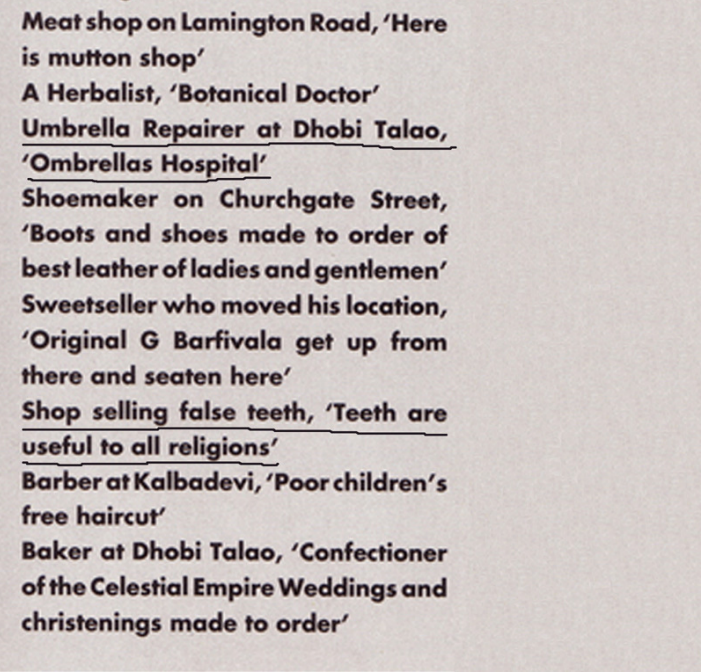 Meat shop on Lamington Road, ‘Here
is mutton shop’
A Herbalist, ‘Botanical Doctor’
Umbrella Repairer at Dhobi Talao,
‘Ombrellas Hospital’
Shoemaker on Churchgate Street,
‘Boots and shoes made to order of
best leather of ladies and gentlemen’
Sweetseller who moved his location,
‘Original G Barfivala get up from
there and seaten here’
Shop selling false teeth, ‘Teeth are
useful to all religions’
Barber at Kalbadevi, ‘Poor children’s
free haircut’
Baker at Dhobi Talao, ‘Confectioner
of the Celestial Empire Weddings and
christenings made to order’